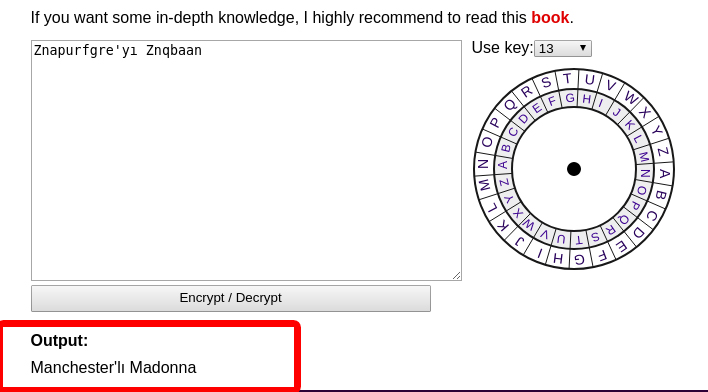 If you want some in-depth knowledge, I highly recommend to read this book.
Znapurfgre'yı Znqbaan
Use key: 13
A B C D E F G H I J K L M N O P Q R S T U V W X Y Z
A B C D E F G H I J K L M N O P Q R S T U V W X Y Z
Encrypt / Decrypt
Output:
Manchester'lı Madonna